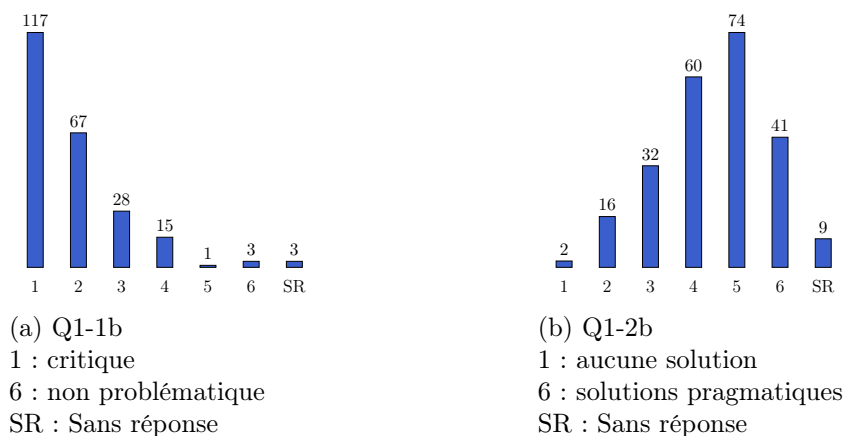 117
67
28
15
1
3
3
1 2 3 4 5 6 SR
(a) Q1-1b
1 : critique
6 : non problématique
SR : Sans réponse
2
16
32
60
74
41
9
1 2 3 4 5 6 SR
(b) Q1-2b
1 : aucune solution
6 : solutions pragmatiques
SR : Sans réponse